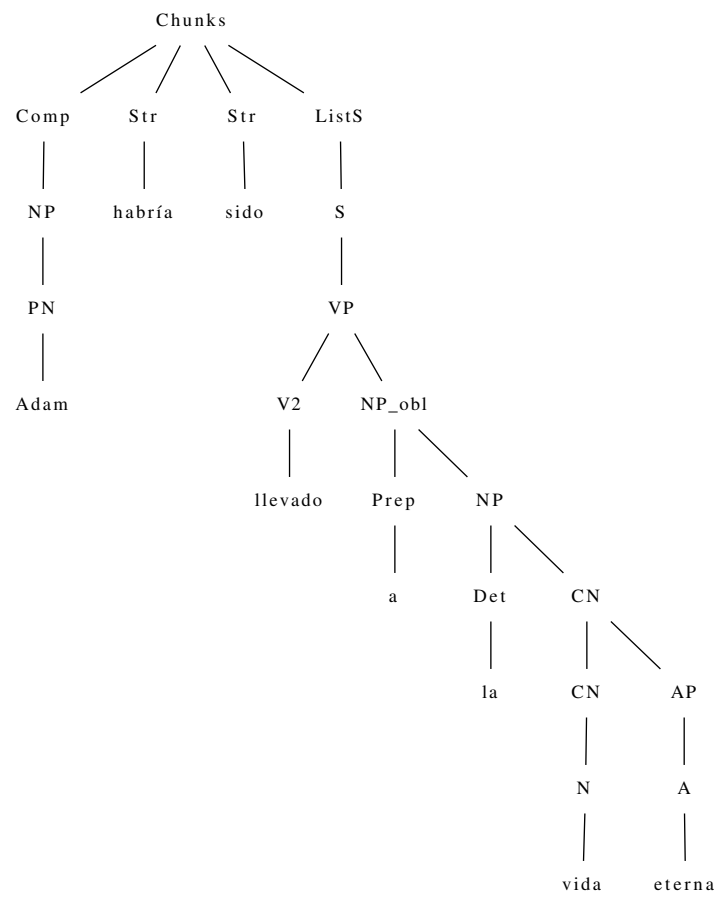 Chunks
Comp Str Str ListS
NP habría sido S
PN VP
Adam V2 NP_obl
llevado Prep NP
a Det CN
la CN AP
N A
vida eterna